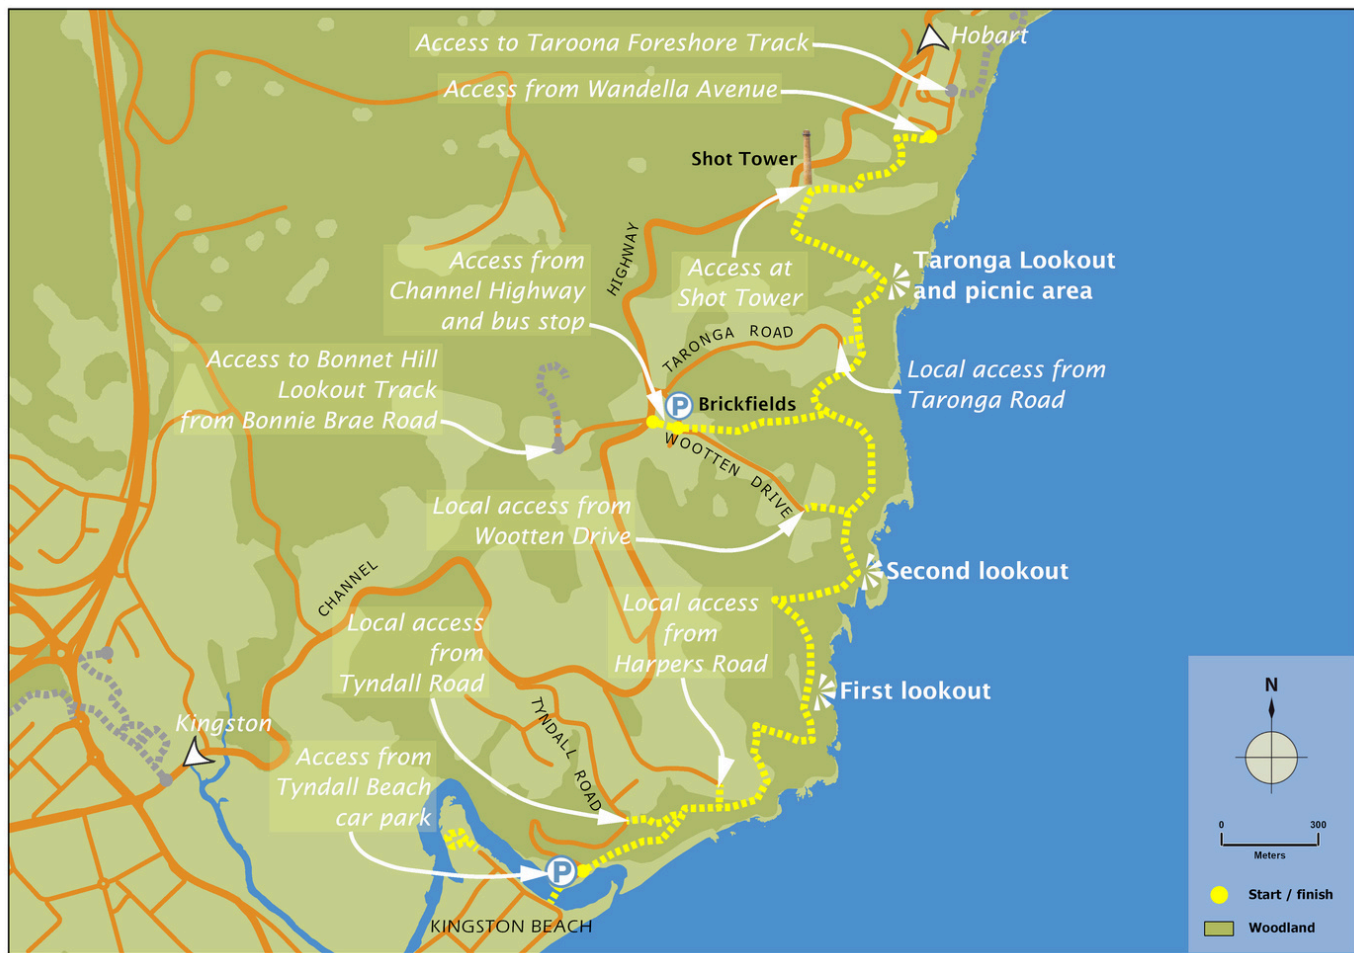 Access to Taroona Foreshore Track
Hobart
Access from Wandella Avenue
Shot Tower
HIGHWAY
Access from
Channel Highway
and bus stop
Access at
Shot Tower
Taronga Lookout
and picnic area
TARONGA ROAD
Access to Bonnet Hill
Lookout Track
from Bonnie Brae Road
Local access from
Taronga Road
P
Brickfields
WOOTTEN DRIVE
Local access from
Wootten Drive
Second lookout
CHANNEL
Local access
from
Tyndall Road
Local access
from
Harpers Road
First lookout
TYNDALL ROAD
Kingston
Access from
Tyndall Beach
car park
P
KINGSTON BEACH
N
0 300
Meters
Start / finish
Woodland